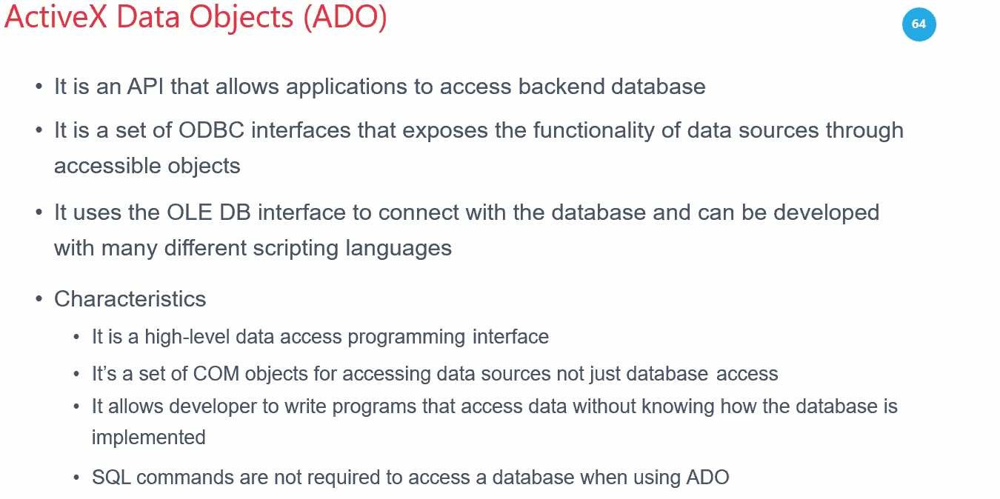 ActiveX Data Objects (ADO)
64
• It is an API that allows applications to access backend database
• It is a set of ODBC interfaces that exposes the functionality of data sources through
accessible objects
• It uses the OLE DB interface to connect with the database and can be developed
with many different scripting languages
• Characteristics
• It is a high-level data access programming interface
• It’s a set of COM objects for accessing data sources not just database access
• It allows developer to write programs that access data without knowing how the database is
implemented
• SQL commands are not required to access a database when using ADO